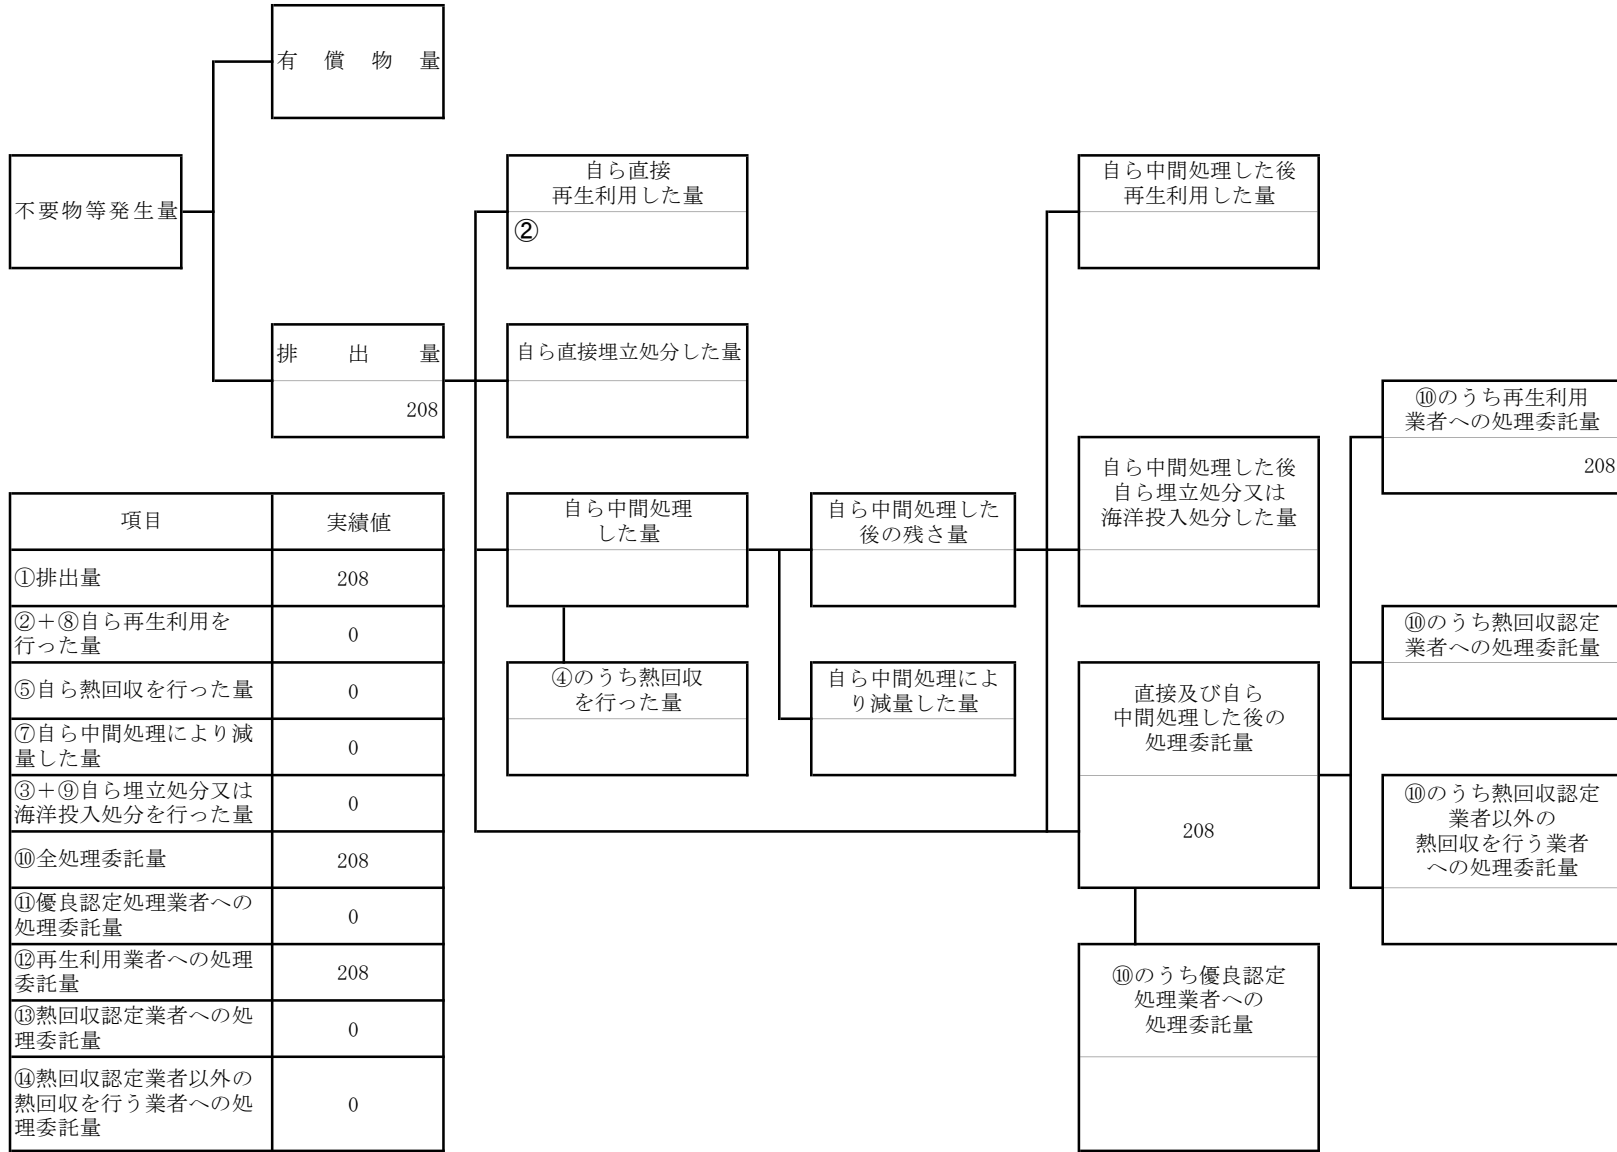 有償物量
不要物等発生量
自ら直接
再生利用した量
②
自ら中間処理した後
再生利用した量
排出量
208
自ら直接埋立処分した量
⑩のうち再生利用
業者への処理委託量
208
自ら中間処理した後
自ら埋立処分又は
海洋投入処分した量
自ら中間処理
した量
自ら中間処理した
後の残さ量
④のうち熱回収
を行った量
自ら中間処理によ
り減量した量
直接及び自ら
中間処理した後の
処理委託量
208
⑩のうち熱回収認定
業者への処理委託量
⑩のうち熱回収認定
業者以外の
熱回収を行う業者
への処理委託量
⑩のうち優良認定
処理業者への
処理委託量
項目 実績値
①排出量 208
②＋⑧自ら再生利用を
行った量 0
⑤自ら熱回収を行った量 0
⑦自ら中間処理により減
量した量 0
③＋⑨自ら埋立処分又は
海洋投入処分を行った量 0
⑩全処理委託量 208
⑪優良認定処理業者への
処理委託量 0
⑫再生利用業者への処理
委託量 208
⑬熱回収認定業者への処
理委託量 0
⑭熱回収認定業者以外の
熱回収を行う業者への処 0
理委託量